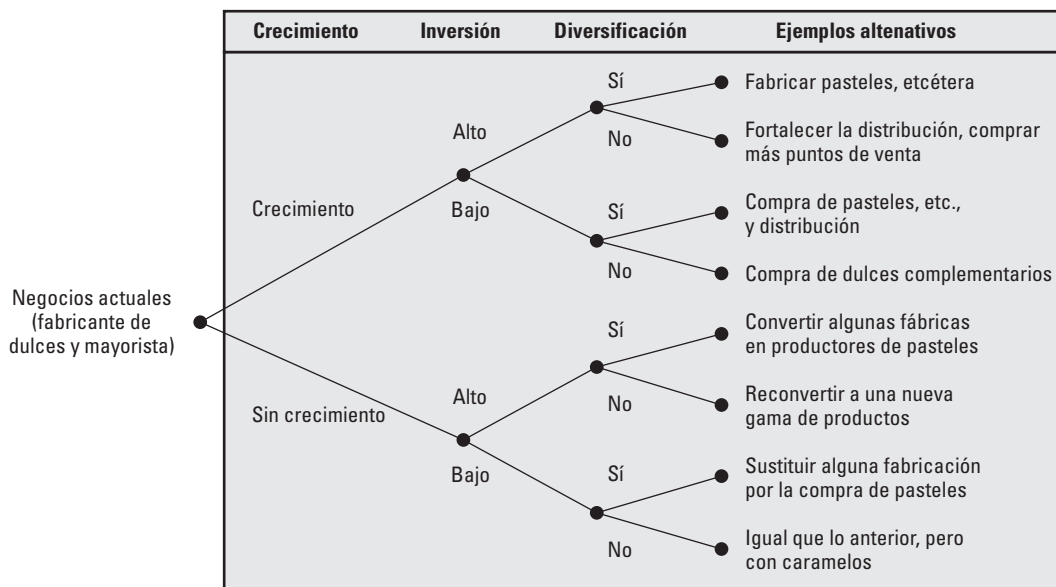 Crecimiento Inversión Diversificación Ejemplos altenativos
Sí
Fabricar pasteles, etcétera
Alto
No
Fortalecer la distribución, comprar
más puntos de venta
Crecimiento
Bajo
Sí
Compra de pasteles, etc.,
y distribución
No
Compra de dulces complementarios
Negocios actuales
(fabricante de
dulces y mayorista)
Sí
Convertir algunas fábricas
en productores de pasteles
Alto
No
Reconvertir a una nueva
gama de productos
Sin crecimiento
Bajo
Sí
Sustituir alguna fabricación
por la compra de pasteles
No
Igual que lo anterior, pero
con caramelos